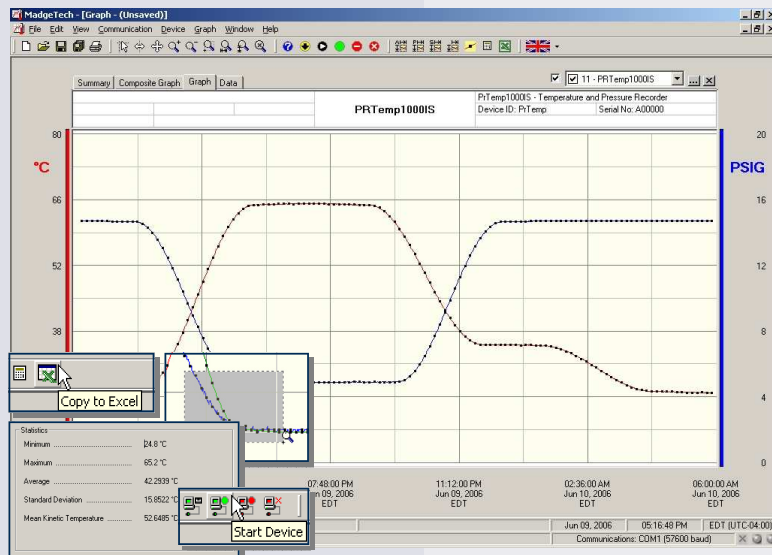 MadgeTech - [Graph - (Unsaved)]
File Edit View Communication Device Graph Window Help
Summary Composite Graph Graph Data
11 - PRTemp1000IS
PRTemp1000IS
PrTemp1000IS - Temperature and Pressure Recorder
Device ID: PrTemp Serial No: A00000
80
66
52
38
°C
20
16
12
8
4
0
PSIG
Copy to Excel
Statistics
Minimum 24.8 °C
Maximum 65.2 °C
Average 42.2939 °C
Standard Deviation 15.8522 °C
Mean Kinetic Temperature 52.6485 °C
Start Device
07:48:00 PM
Jun 09, 2006
EDT
11:12:00 PM
Jun 09, 2006
EDT
02:36:00 AM
Jun 10, 2006
EDT
06:00:00 AM
Jun 10, 2006
EDT
Jun 09, 2006 05:16:48 PM EDT (UTC-04:00)
Communications: COM1 (57600 baud)